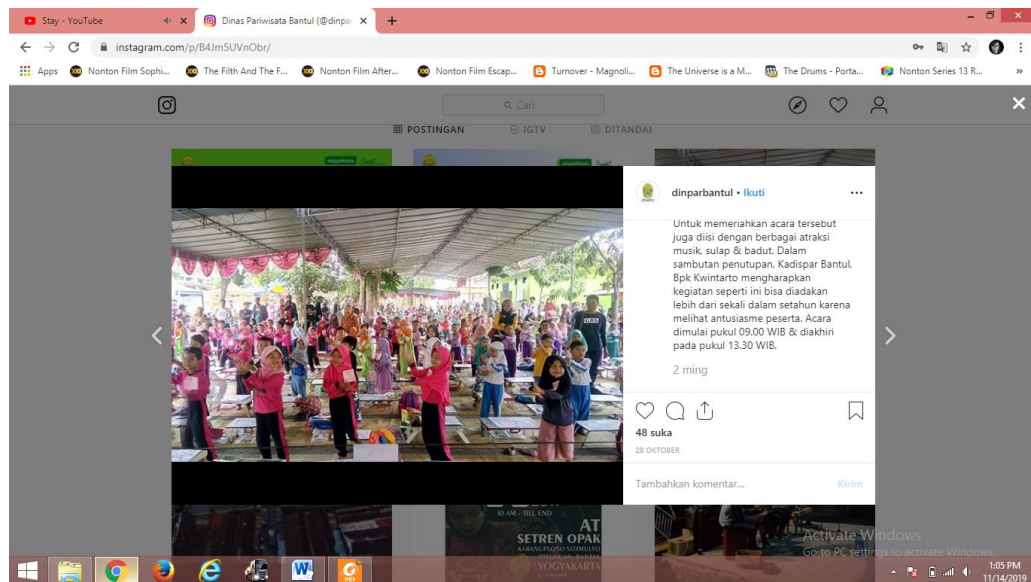 Stay - YouTube
Dinas Pariwisata Bantul (@dinpar
instagram.com/p/B4Jm5UVnObr/
Apps
Nonton Film Sophi...
The Filth And The F...
Nonton Film After...
Nonton Film Escap...
Turnover - Magnoli...
The Universe is a M...
The Drums - Porta...
Nonton Series 13 R...
Cari
POSTINGAN
IGTV
DITANDAI
dinparbantul • Ikuti
Untuk memeriahkan acara tersebut
juga diisi dengan berbagai atraksi
musik, sulap & badut. Dalam
sambutan penutupan, Kadispar Bantul,
Bpk Kwintarto mengharapkan
kegiatan seperti ini bisa diadakan
lebih dari sekali dalam setahun karena
melihat antusiasme peserta. Acara
dimulai pukul 09.00 WIB & diakhiri
pada pukul 13.30 WIB.
2 ming
48 suka
28 OKTOBER
Tambahkan komentar...
Kirim
10 AM - TILL END
AT
SETREN OPAK
YOGYAKARTA
Activate Windows
Go to PC settings to activate Windows.
1:05 PM
11/14/2019